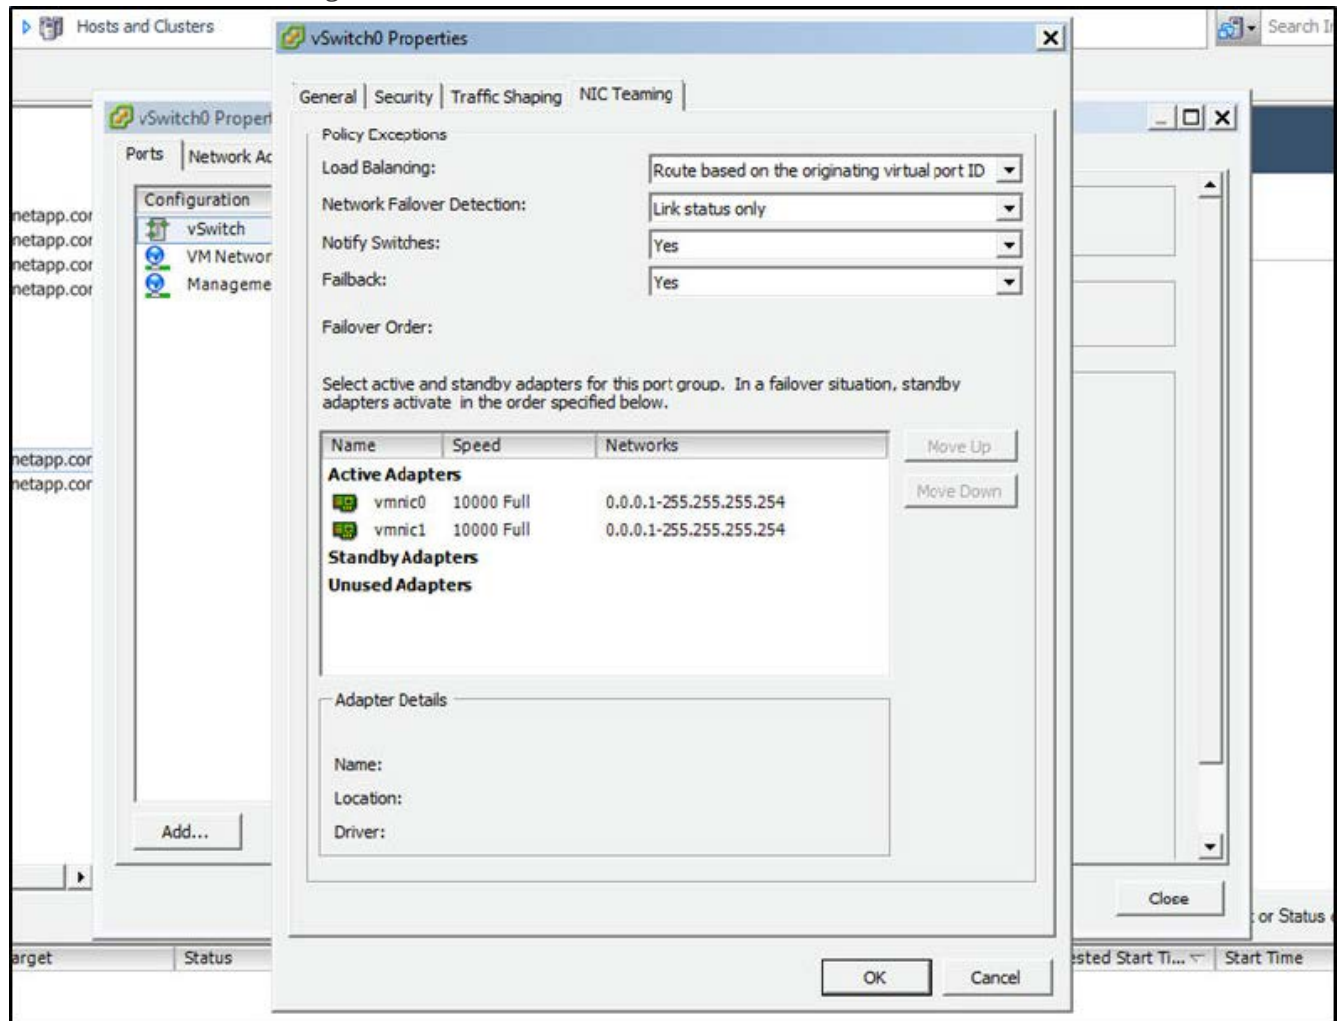 Hosts and Clusters
Search
vSwitch0 Properties
General Security Traffic Shaping NIC Teaming
Policy Exceptions
Load Balancing: Route based on the originating virtual port ID
Network Failover Detection: Link status only
Notify Switches: Yes
Failback: Yes
Failover Order:
Select active and standby adapters for this port group. In a failover situation, standby
adapters activate in the order specified below.
Name Speed Networks
Active Adapters
vmnic0 10000 Full 0.0.0.1-255.255.255.254
vmnic1 10000 Full 0.0.0.1-255.255.255.254
Standby Adapters
Unused Adapters
Move Up
Move Down
Adapter Details
Name:
Location:
Driver:
OK Cancel
vSwitch0 Propert
Ports Network Ad
Configuration
vSwitch
VM Networ
Manageme
Add...
Close
netapp.cor
netapp.cor
netapp.cor
netapp.cor
netapp.cor
netapp.cor
or Status
arget Status ested Start Ti... Start Time